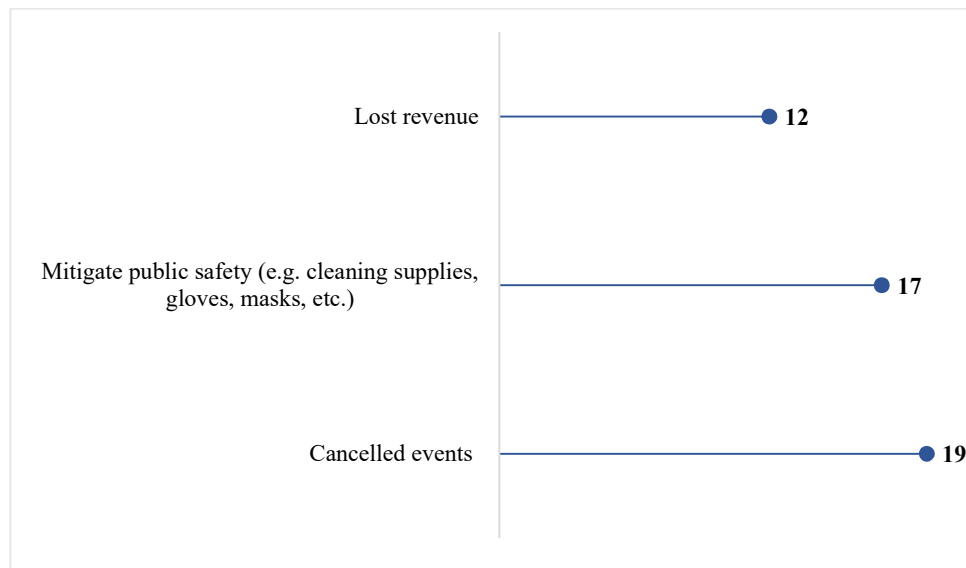 Lost revenue
12
Mitigate public safety (e.g. cleaning supplies,
gloves, masks, etc.)
17
Cancelled events
19